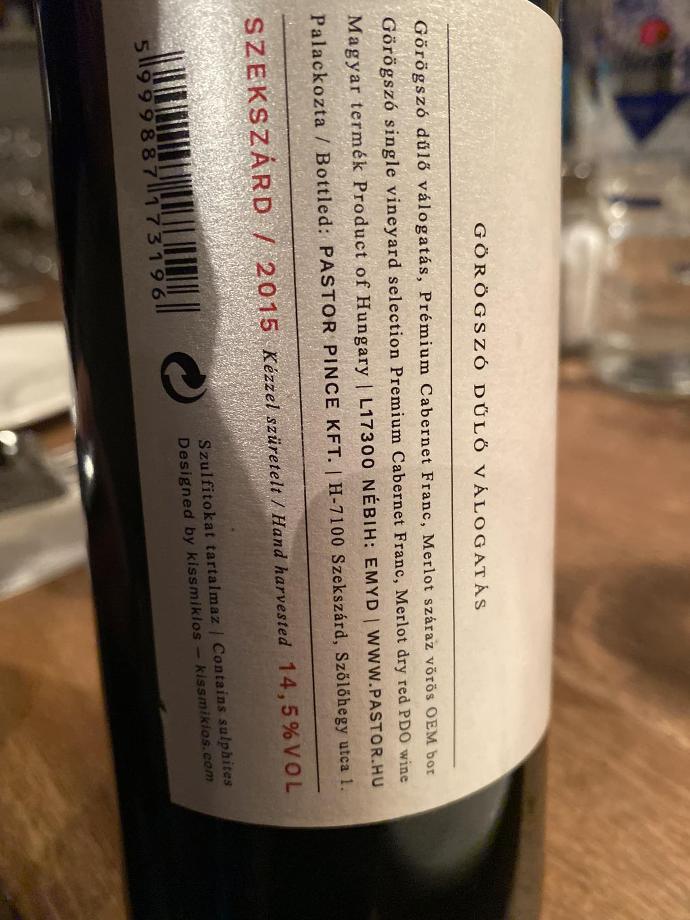 GÖRÖGSZÓ DŰLŐ VÁLOGATÁS
Görögszó dűlő válogatás, Prémium Cabernet Franc, Merlot száraz vörös OEM bor
Görögszó single vineyard selection Premium Cabernet Franc, Merlot dry red PDO wine
Magyar termék Product of Hungary | L17300 NÉBIH: EMYD | WWW.PASTOR.HU
Palackozta / Bottled: PASTOR PINCE KFT. | H-7100 Szekszárd, Szőlőhegy utca 1.
SZEKSZÁRD / 2015 Kézzel szüretelt / Hand harvested 14,5%VOL
Szulfitokat tartalmaz | Contains sulphites
Designed by kissmiklos – kissmiklos.com
5999887173196